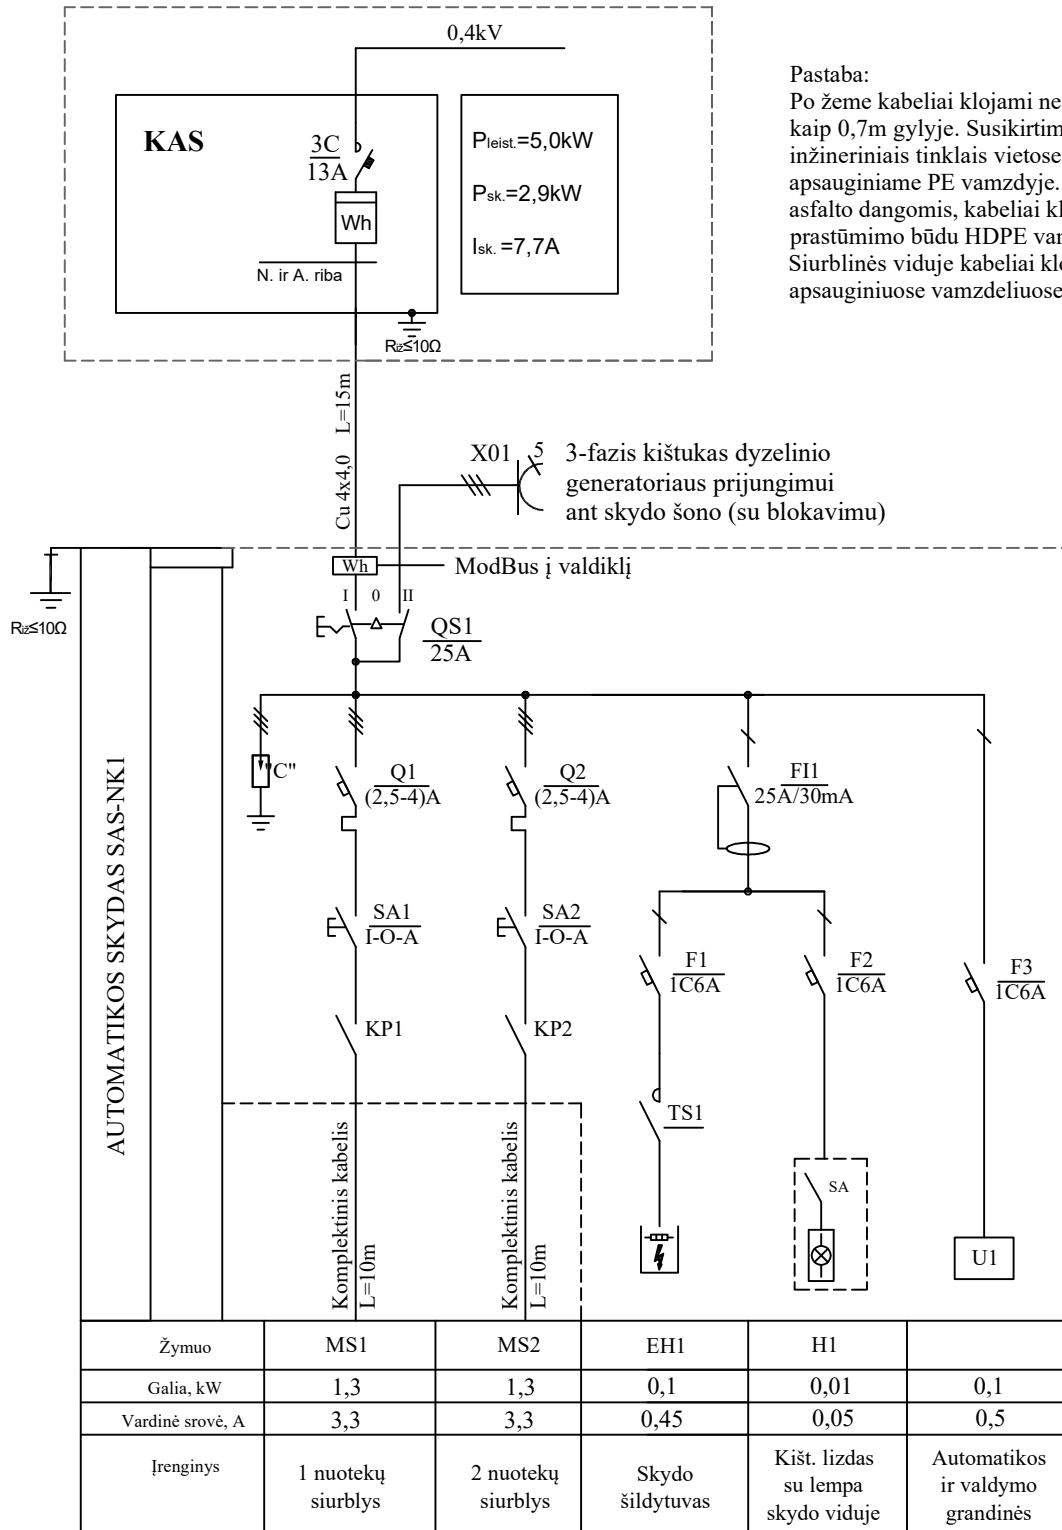 0,4kV
KAS
3C
13A
Wh
N. ir A. riba
Rįž≤10Ω
Pleist.=5,0kW
Psk.=2,9kW
Isk. =7,7A
Pastaba:
Po žeme kabeliai klojami ne
kaip 0,7m gylyje. Susikirtim
inžineriniais tinklais vietose
apsauginiame PE vamzdyje.
asfalto dangomis, kabeliai kl
prastūmimo būdu HDPE vam
Siurblinės viduje kabeliai klo
apsauginiuose vamzdeliuose
Cu 4x4,0 L=15m
X01
5
3-fazis kištukas dyzelinio
generatoriaus prijungimui
ant skydo šono (su blokavimu)
Wh
ModBus į valdiklį
I 0 II
QS1
25A
Rįž≤10Ω
AUTOMATIKOS SKYDAS SAS-NK1
"C"
Q1
(2,5-4)A
Q2
(2,5-4)A
FI1
25A/30mA
SA1
I-O-A
SA2
I-O-A
F1
1C6A
F2
1C6A
F3
1C6A
KP1
KP2
TS1
SA
U1
Komplektinis kabelis
L=10m
Komplektinis kabelis
L=10m
Žymuo MS1 MS2 EH1 H1
Galia, kW 1,3 1,3 0,1 0,01 0,1
Vardinė srovė, A 3,3 3,3 0,45 0,05 0,5
Įrenginys
1 nuotekų
siurblys
2 nuotekų
siurblys
Skydo
šildytuvas
Kišt. lizdas
su lempa
skydo viduje
Automatikos
ir valdymo
grandinės